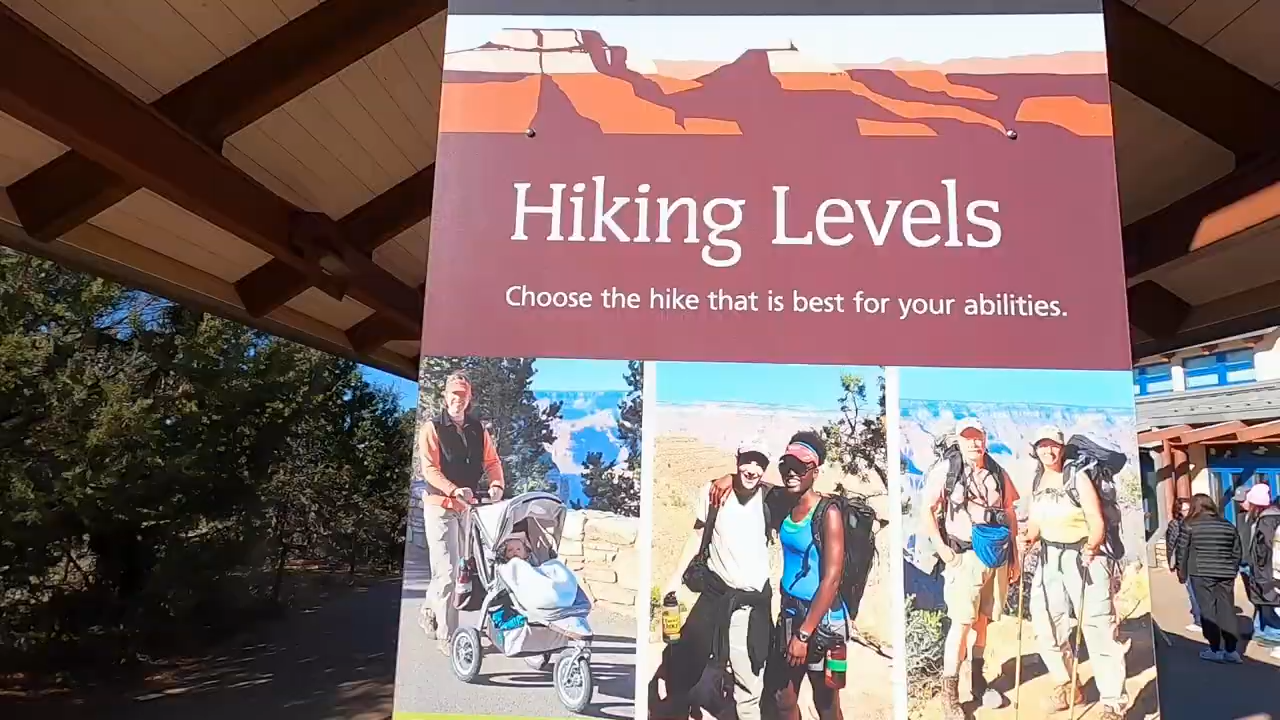 Hiking Levels
Choose the hike that is best for your abilities.